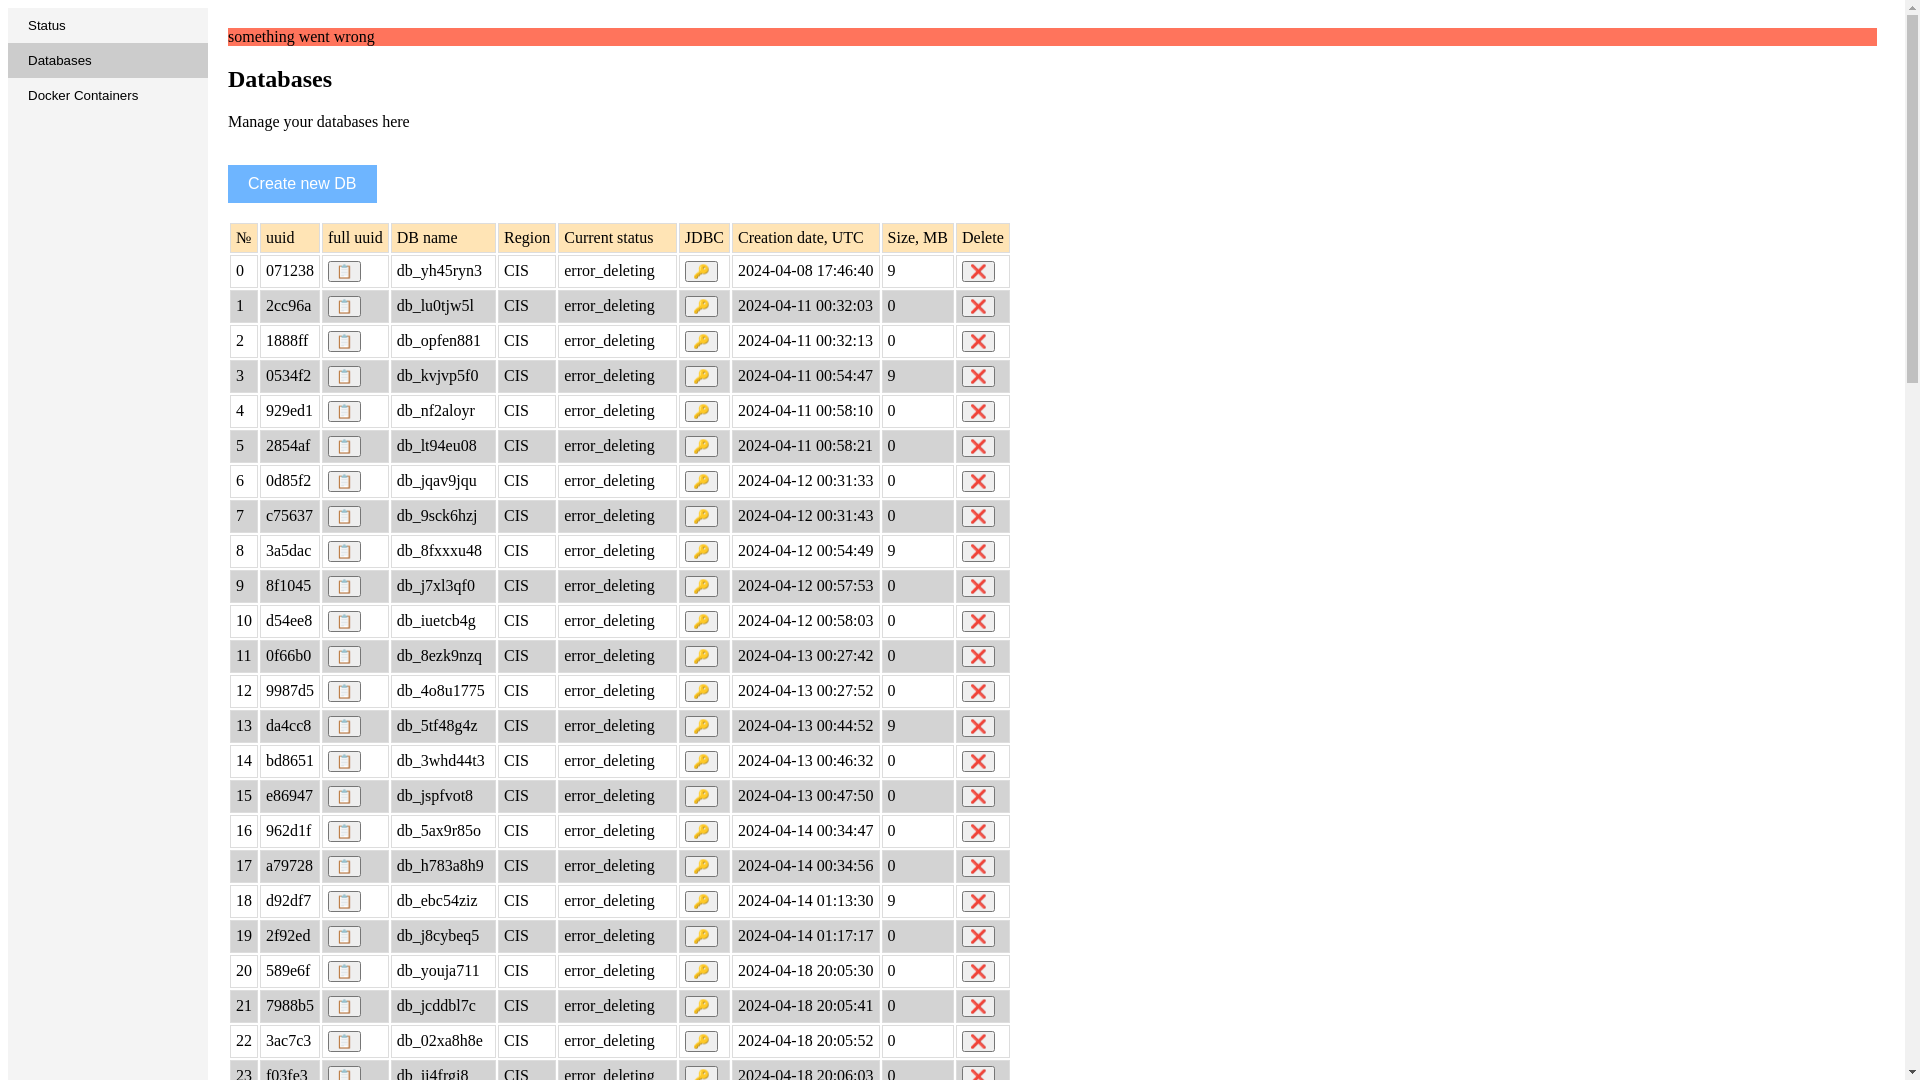 Status
Databases
Docker Containers
something went wrong
Databases
Manage your databases here
Create new DB
№ uuid full uuid DB name Region Current status JDBC Creation date, UTC Size, MB Delete
0 071238 db_yh45ryn3 CIS error_deleting 2024-04-08 17:46:40 9
1 2cc96a db_lu0tjw5l CIS error_deleting 2024-04-11 00:32:03 0
2 1888ff db_opfen881 CIS error_deleting 2024-04-11 00:32:13 0
3 0534f2 db_kvjvp5f0 CIS error_deleting 2024-04-11 00:54:47 9
4 929ed1 db_nf2aloyr CIS error_deleting 2024-04-11 00:58:10 0
5 2854af db_lt94eu08 CIS error_deleting 2024-04-11 00:58:21 0
6 0d85f2 db_jqav9jqu CIS error_deleting 2024-04-12 00:31:33 0
7 c75637 db_9sck6hzj CIS error_deleting 2024-04-12 00:31:43 0
8 3a5dac db_8fxxxu48 CIS error_deleting 2024-04-12 00:54:49 9
9 8f1045 db_j7xl3qf0 CIS error_deleting 2024-04-12 00:57:53 0
10 d54ee8 db_iuetcb4g CIS error_deleting 2024-04-12 00:58:03 0
11 0f66b0 db_8ezk9nzq CIS error_deleting 2024-04-13 00:27:42 0
12 9987d5 db_4o8u1775 CIS error_deleting 2024-04-13 00:27:52 0
13 da4cc8 db_5tf48g4z CIS error_deleting 2024-04-13 00:44:52 9
14 bd8651 db_3whd44t3 CIS error_deleting 2024-04-13 00:46:32 0
15 e86947 db_jspfvot8 CIS error_deleting 2024-04-13 00:47:50 0
16 962d1f db_5ax9r85o CIS error_deleting 2024-04-14 00:34:47 0
17 a79728 db_h783a8h9 CIS error_deleting 2024-04-14 00:34:56 0
18 d92df7 db_ebc54ziz CIS error_deleting 2024-04-14 01:13:30 9
19 2f92ed db_j8cybeq5 CIS error_deleting 2024-04-14 01:17:17 0
20 589e6f db_youja711 CIS error_deleting 2024-04-18 20:05:30 0
21 7988b5 db_jcddbl7c CIS error_deleting 2024-04-18 20:05:41 0
22 3ac7c3 db_02xa8h8e CIS error_deleting 2024-04-18 20:05:52 0
23 f03fe3 CIS error_deleting 2024-04-18 20:06:03 0